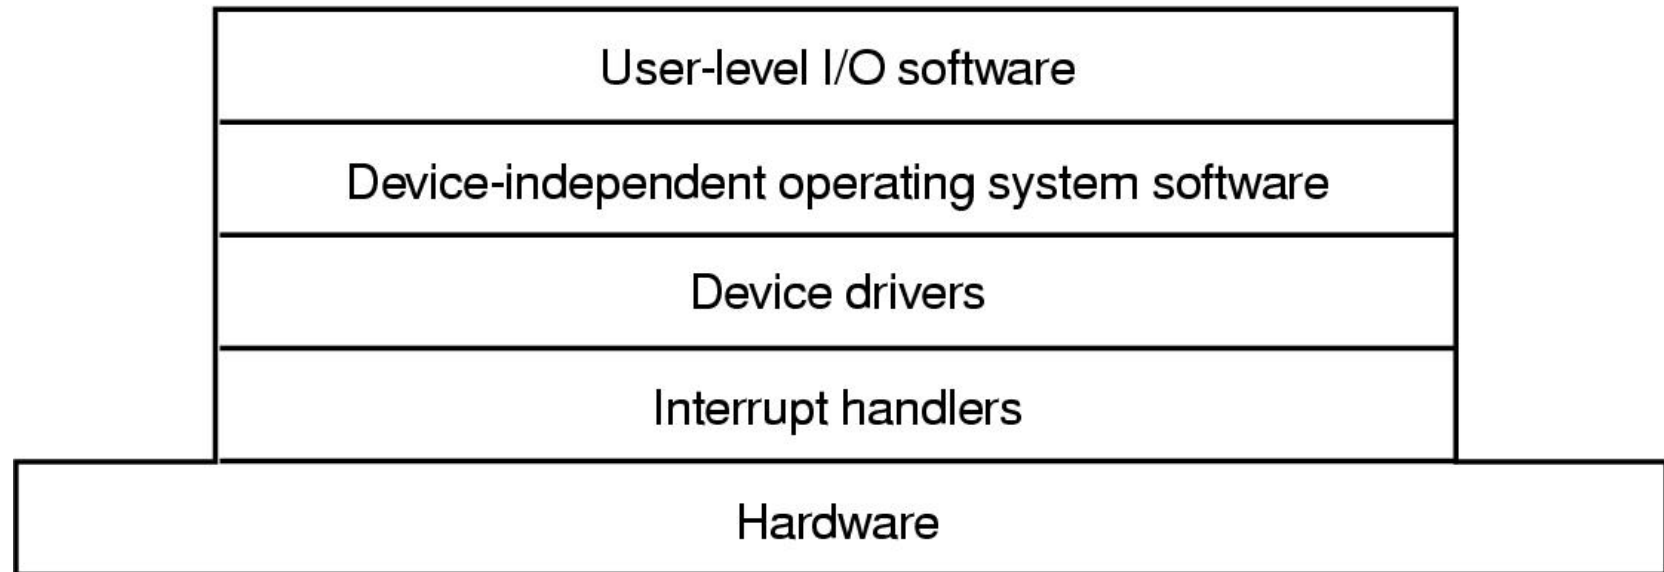 User-level I/O software
Device-independent operating system software
Device drivers
Interrupt handlers
Hardware